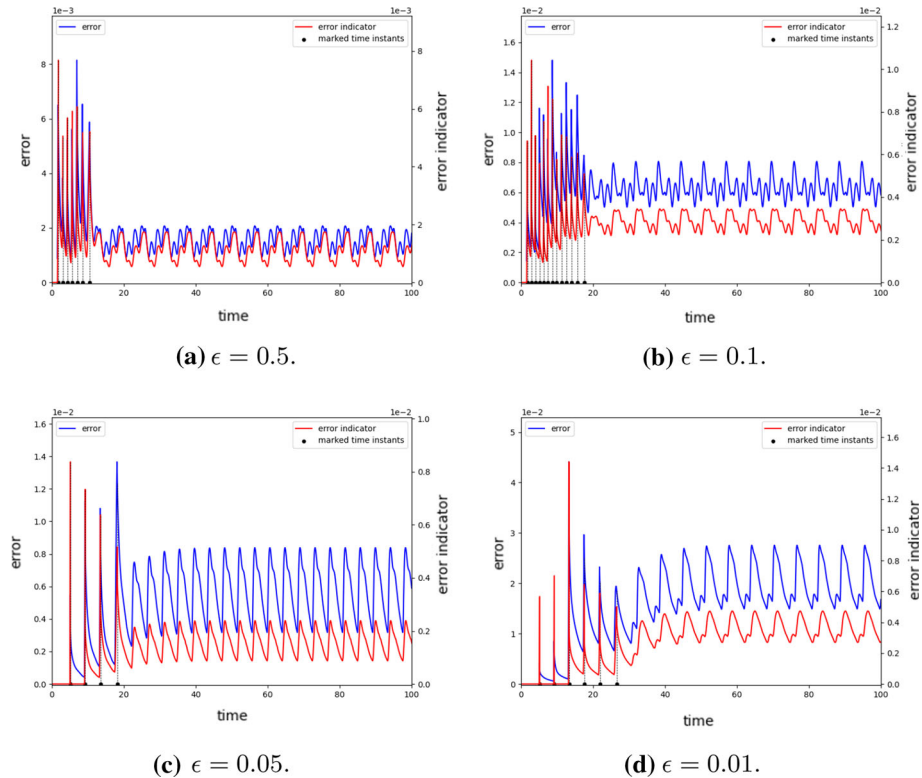 1e−3 1e−3
error error indicator
marked time instants
8 6 4 2 0
error
8 6 4 2 0
error indicator
0 20 40 60 80 100
time
(a) ϵ = 0.5.
1e−2 1e−2
error error indicator
marked time instants
1.6 1.4 1.2 1.0 0.8 0.6 0.4 0.2 0.0
error
1.2 1.0 0.8 0.6 0.4 0.2 0.0
error indicator
0 20 40 60 80 100
time
(b) ϵ = 0.1.
1e−2 1e−2
error error indicator
marked time instants
1.6 1.4 1.2 1.0 0.8 0.6 0.4 0.2 0.0
error
1.0 0.8 0.6 0.4 0.2 0.0
error indicator
0 20 40 60 80 100
time
(c) ϵ = 0.05.
1e−2 1e−2
error error indicator
marked time instants
5 4 3 2 1 0
error
1.6 1.4 1.2 1.0 0.8 0.6 0.4 0.2 0.0
error indicator
0 20 40 60 80 100
time
(d) ϵ = 0.01.